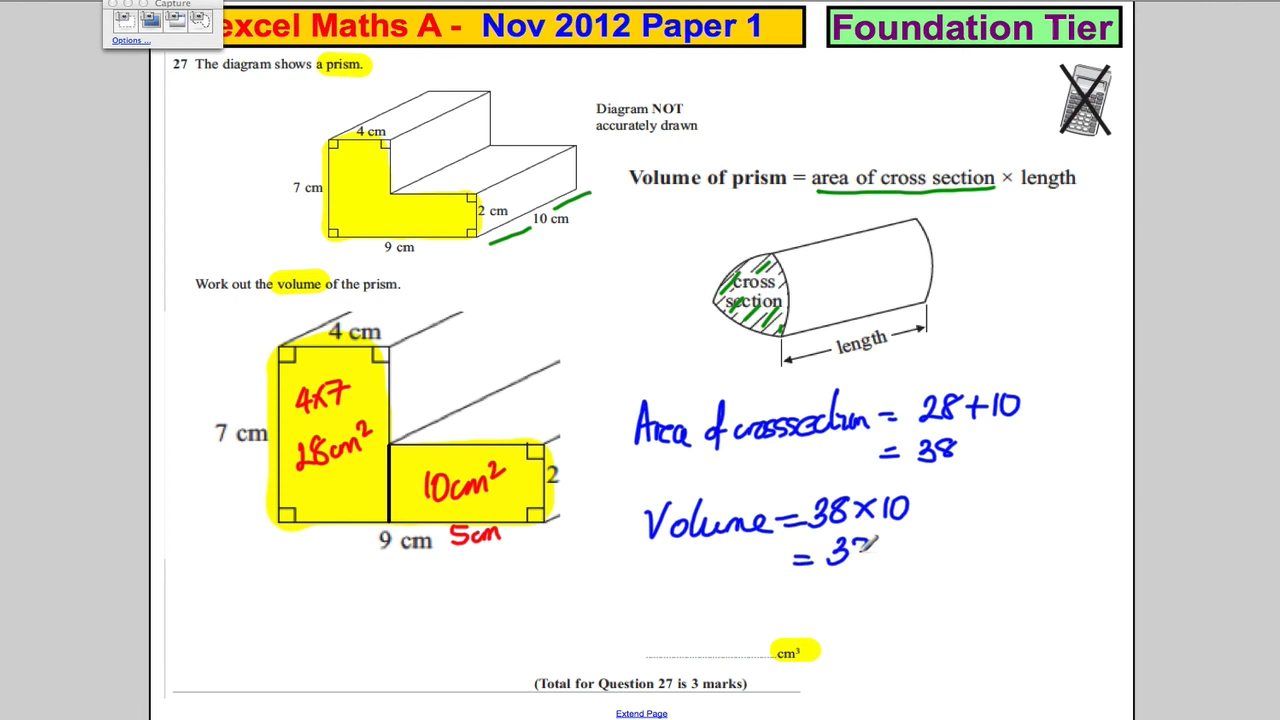 Capture
Options ...
excel Maths A - Nov 2012 Paper 1
Foundation Tier
27 The diagram shows a prism.
4 cm
7 cm
2 cm
10 cm
9 cm
Diagram NOT
accurately drawn
Volume of prism = area of cross section × length
cross
section
length
Work out the volume of the prism.
4 cm
7 cm
4x7
28cm²
10cm²
2
9 cm
5cm
Area of crosssection = 28+10
= 38
Volume = 38 × 10
= 3
cm³
(Total for Question 27 is 3 marks)
Extend Page